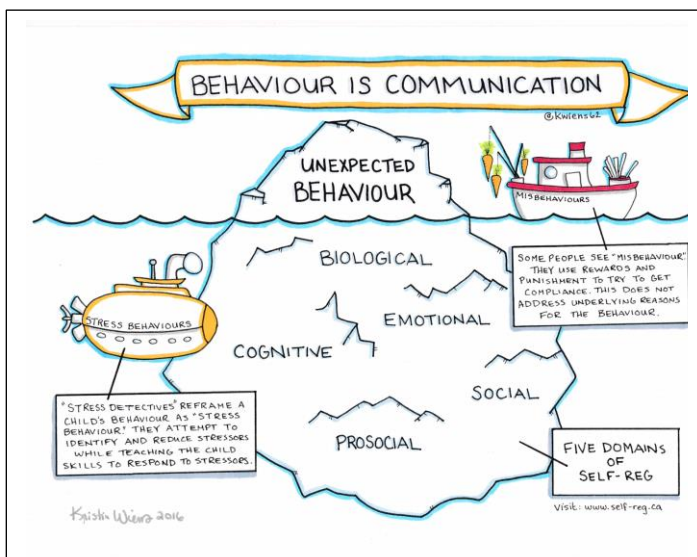 BEHAVIOUR IS COMMUNICATION
@kwiens62
UNEXPECTED
BEHAVIOUR
MISBEHAVIOURS
SOME PEOPLE SEE "MISBEHAVIOUR."
THEY USE REWARDS AND
PUNISHMENT TO TRY TO GET
COMPLIANCE. THIS DOES NOT
ADDRESS UNDERLYING REASONS
FOR THE BEHAVIOUR.
BIOLOGICAL
EMOTIONAL
STRESS BEHAVIOURS
COGNITIVE
SOCIAL
"STRESS DETECTIVES" REFRAME A
CHILD'S BEHAVIOUR AS "STRESS
BEHAVIOUR." THEY ATTEMPT TO
IDENTIFY AND REDUCE STRESSORS
WHILE TEACHING THE CHILD
SKILLS TO RESPOND TO STRESSORS.
PROSOCIAL
FIVE DOMAINS
OF
SELF-REG
Kristin Wiens 2016
Visit: www.self-reg.ca